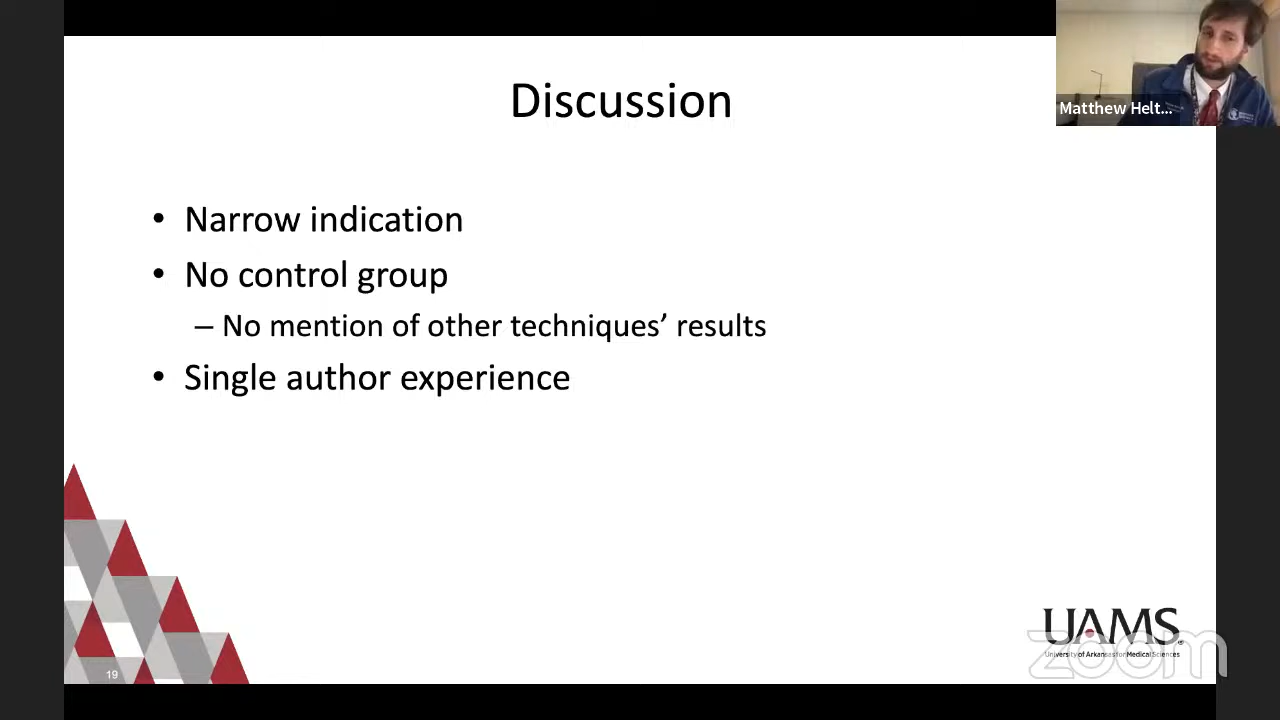 Discussion
Matthew Helt...
• Narrow indication
• No control group
– No mention of other techniques’ results
• Single author experience
UAMS®
University of Arkansas for Medical Sciences
zoom
19